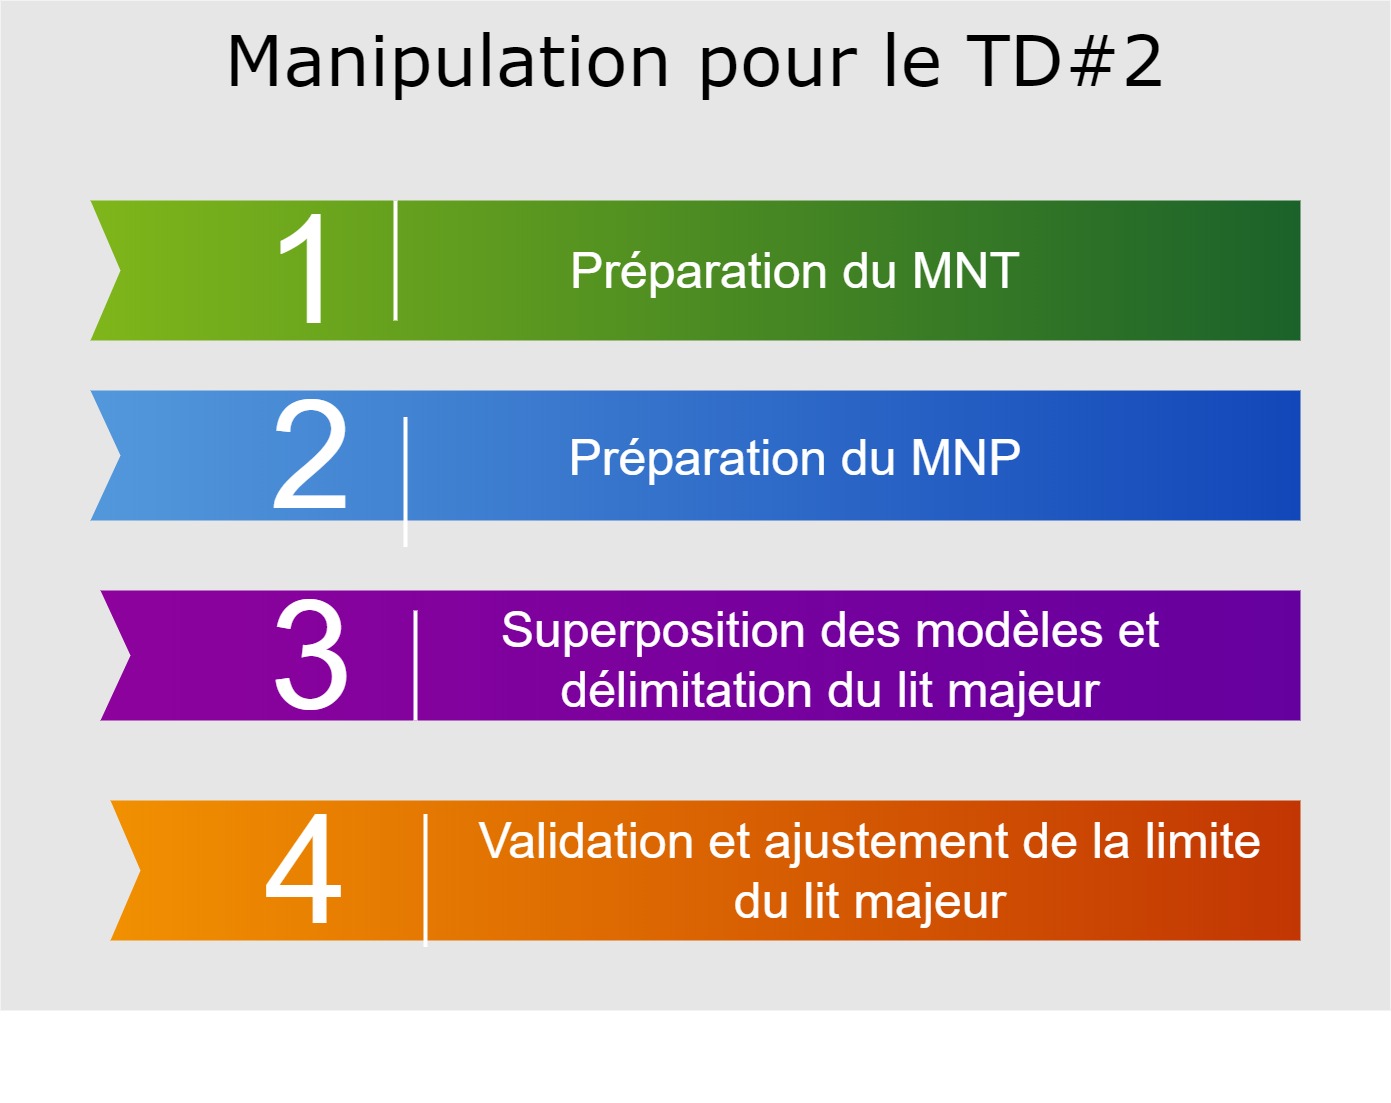 Manipulation pour le TD#2
1
Préparation du MNT
2
Préparation du MNP
3
Superposition des modèles et
délimitation du lit majeur
4
Validation et ajustement de la limite
du lit majeur